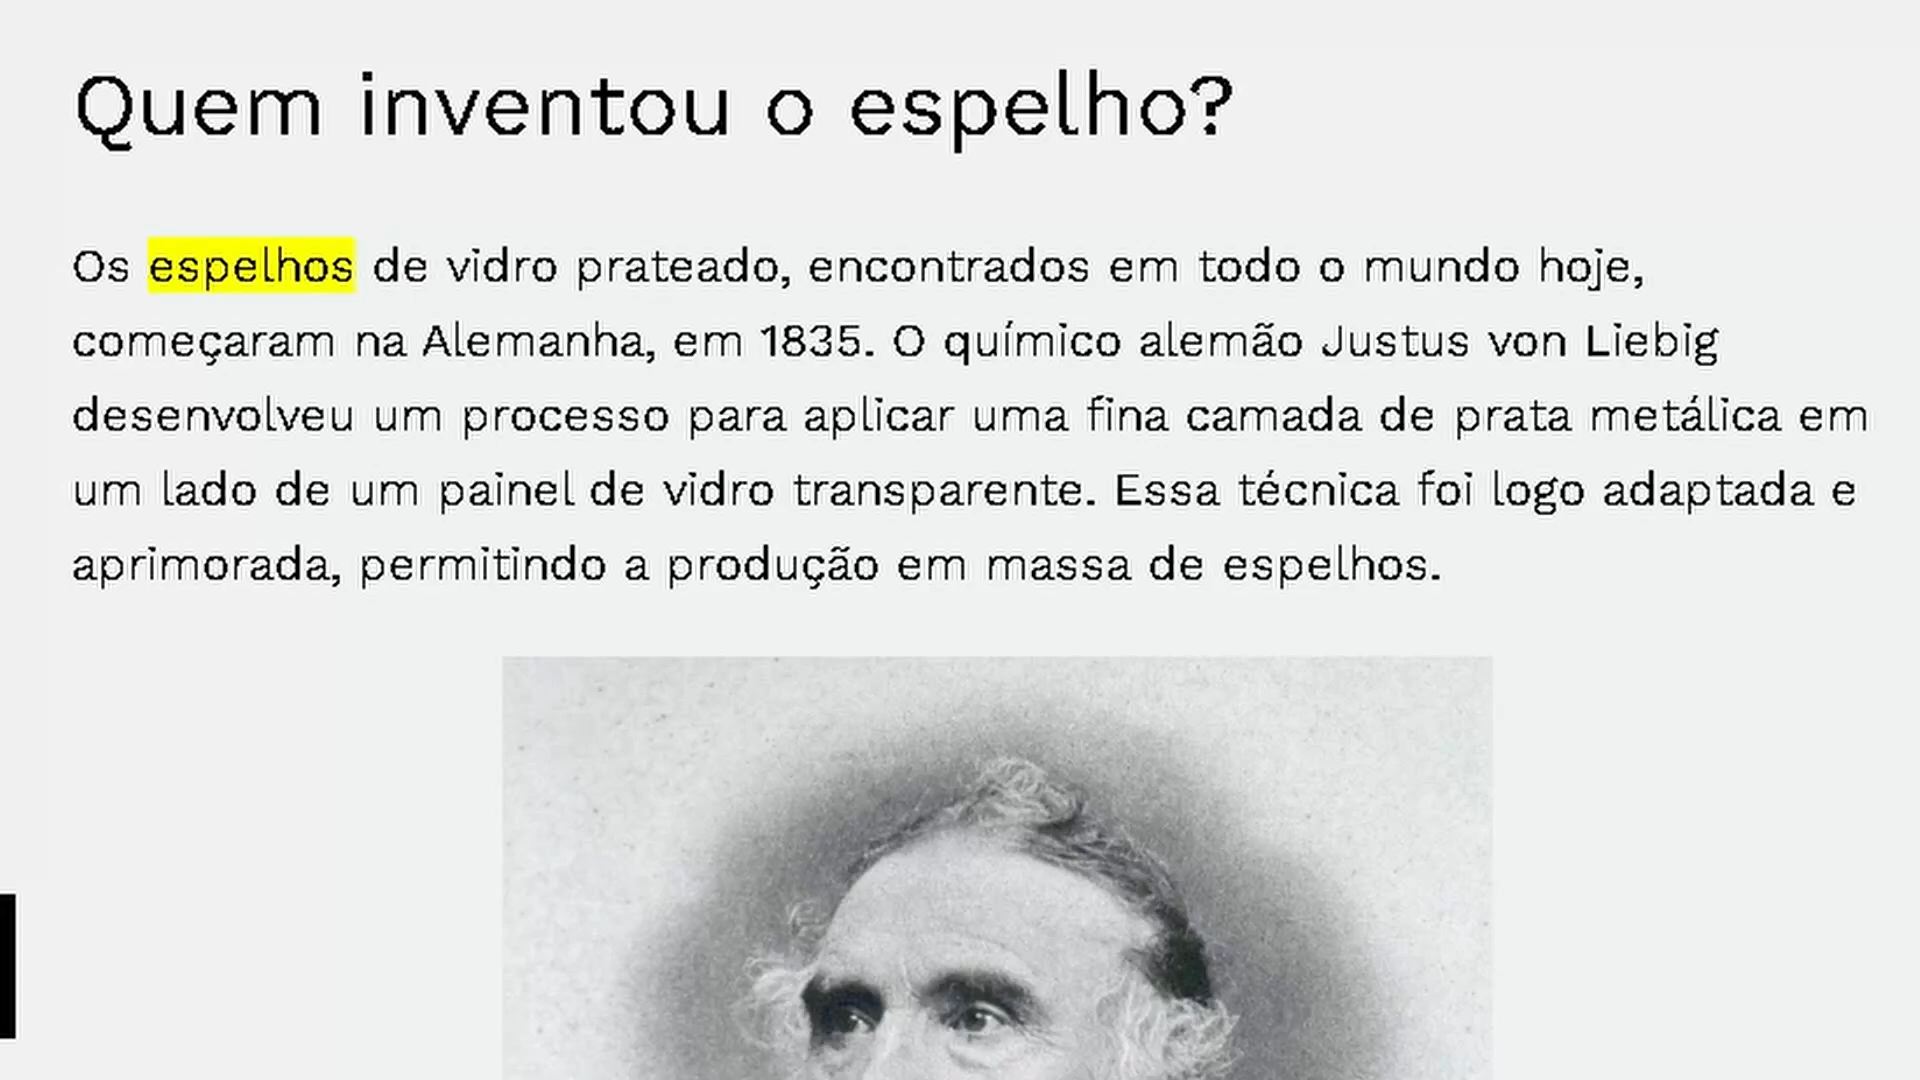 Quem inventou o espelho?
Os espelhos de vidro prateado, encontrados em todo o mundo hoje,
começaram na Alemanha, em 1835. O químico alemão Justus von Liebig
desenvolveu um processo para aplicar uma fina camada de prata metálica em
um lado de um painel de vidro transparente. Essa técnica foi logo adaptada e
aprimorada, permitindo a produção em massa de espelhos.